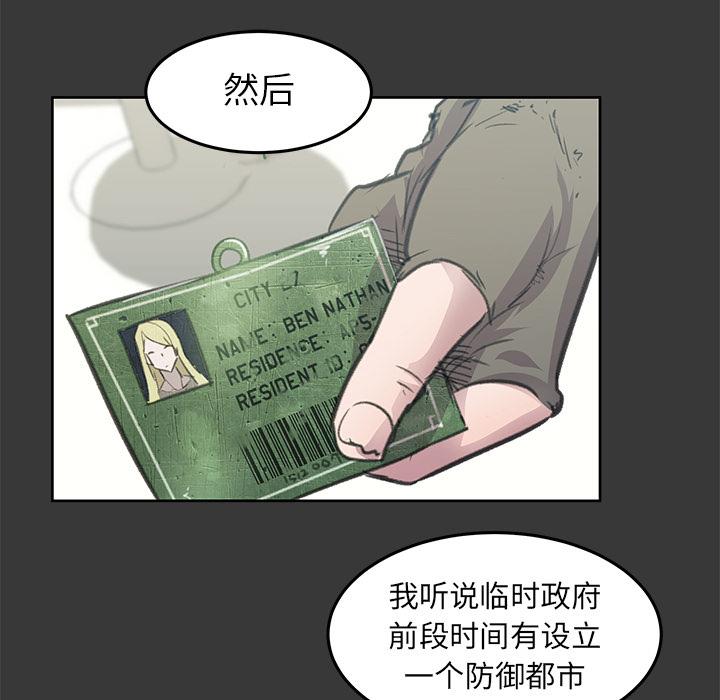 然后
CITY
NAME: BEN NATHAN
RESIDENCE: APS-
RESIDENT ID:
我听说临时政府
前段时间有设立
一个防御都市